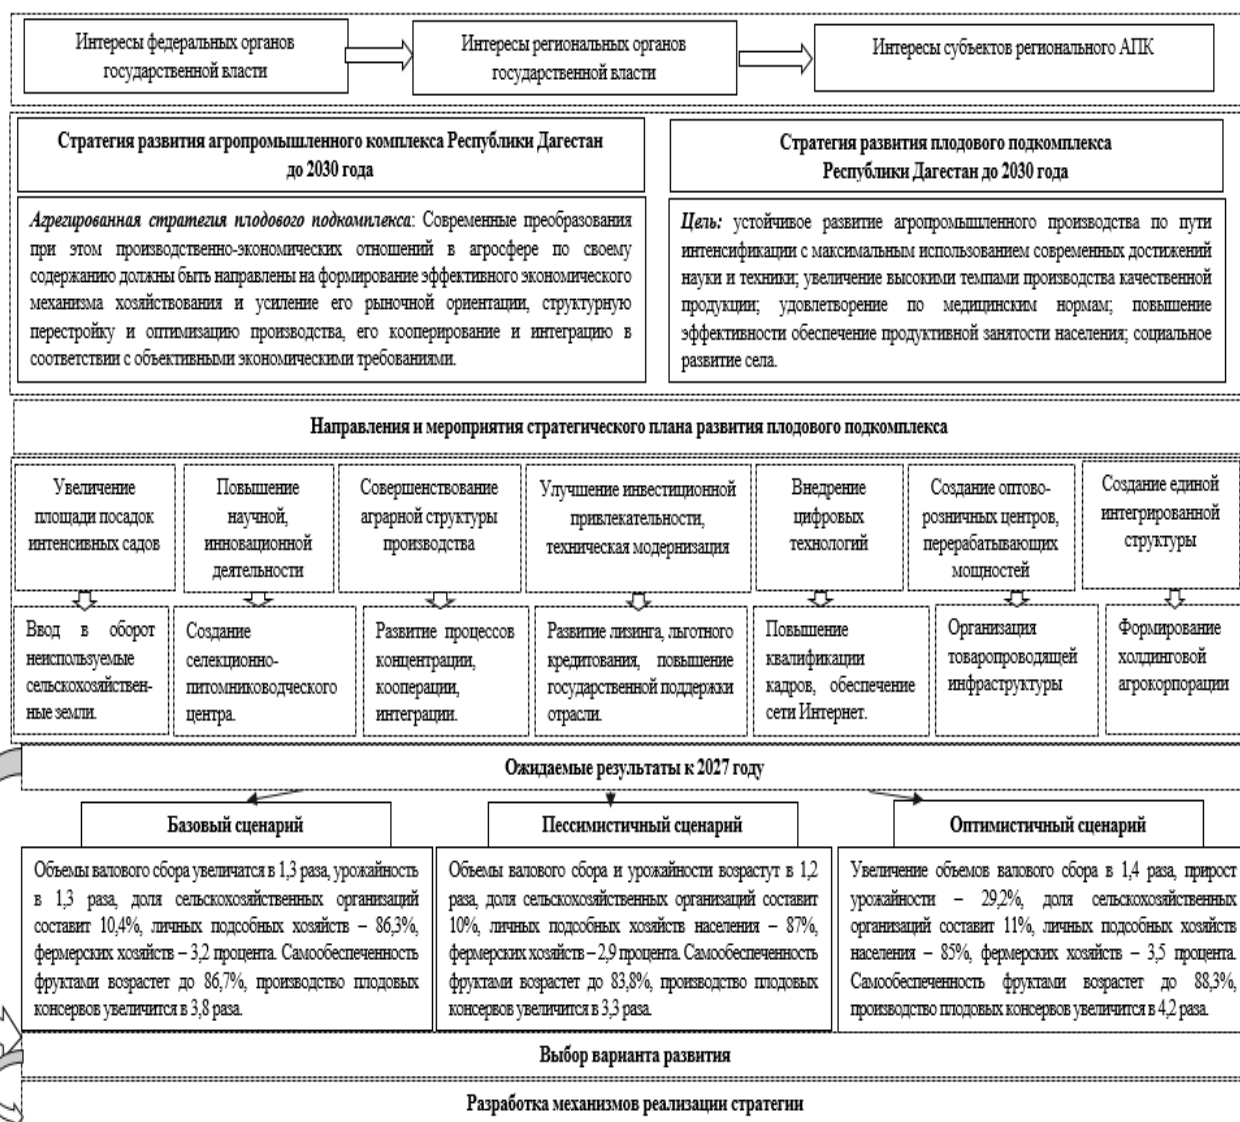 Интересы федеральных органов
государственной власти
Интересы региональных органов
государственной власти
Интересы субъектов регионального АПК
Стратегия развития агропромышленного комплекса Республики Дагестан
до 2030 года
Стратегия развития плодового подкомплекса
Республики Дагестан до 2030 года
Агрегированная стратегия плодового подкомплекса: Современные преобразования
при этом производственно-экономических отношений в агросфере по своему
содержанию должны быть направлены на формирование эффективного экономического
механизма хозяйствования и усиление его рыночной ориентации, структурную
перестройку и оптимизацию производства, его кооперирование и интеграцию в
соответствии с объективными экономическими требованиями.
Цель: устойчивое развитие агропромышленного производства по пути
интенсификации с максимальным использованием современных достижений
науки и техники; увеличение высокими темпами производства качественной
продукции; удовлетворение по медицинским нормам; повышение
эффективности обеспечение продуктивной занятости населения; социальное
развитие села.
Направления и мероприятия стратегического плана развития плодового подкомплекса
Увеличение
площади посадок
интенсивных садов
Повышение
научной,
инновационной
деятельности
Совершенствование
аграрной структуры
производства
Улучшение инвестиционной
привлекательности,
техническая модернизация
Внедрение
цифровых
технологий
Создание оптово-
розничных центров,
перерабатывающих
мощностей
Создание единой
интегрированной
структуры
Ввод в оборот
неиспользуемые
сельскохозяйствен-
ные земли.
Создание
селекционно-
питомниководческого
центра.
Развитие процессов
концентрации,
кооперации,
интеграции.
Развитие лизинга, льготного
кредитования, повышение
государственной поддержки
отрасли.
Повышение
квалификации
кадров, обеспечение
сети Интернет.
Организация
товаропроводящей
инфраструктуры
Формирование
холдинговой
агрокорпорации
Ожидаемые результаты к 2027 году
Базовый сценарий
Пессимистичный сценарий
Оптимистичный сценарий
Объемы валового сбора увеличатся в 1,3 раза, урожайность
в 1,3 раза, доля сельскохозяйственных организаций
составит 10,4%, личных подсобных хозяйств – 86,3%,
фермерских хозяйств – 3,2 процента. Самообеспеченность
фруктами возрастет до 86,7%, производство плодовых
консервов увеличится в 3,8 раза.
Объемы валового сбора и урожайности возрастут в 1,2
раза, доля сельскохозяйственных организаций составит
10%, личных подсобных хозяйств населения – 87%,
фермерских хозяйств – 2,9 процента. Самообеспеченность
фруктами возрастет до 83,8%, производство плодовых
консервов увеличится в 3,3 раза.
Увеличение объемов валового сбора в 1,4 раза, прирост
урожайности – 29,2%, доля сельскохозяйственных
организаций составит 11%, личных подсобных хозяйств
населения – 85%, фермерских хозяйств – 3,5 процента.
Самообеспеченность фруктами возрастет до 88,3%,
производство плодовых консервов увеличится в 4,2 раза.
Выбор варианта развития
Разработка механизмов реализации стратегии